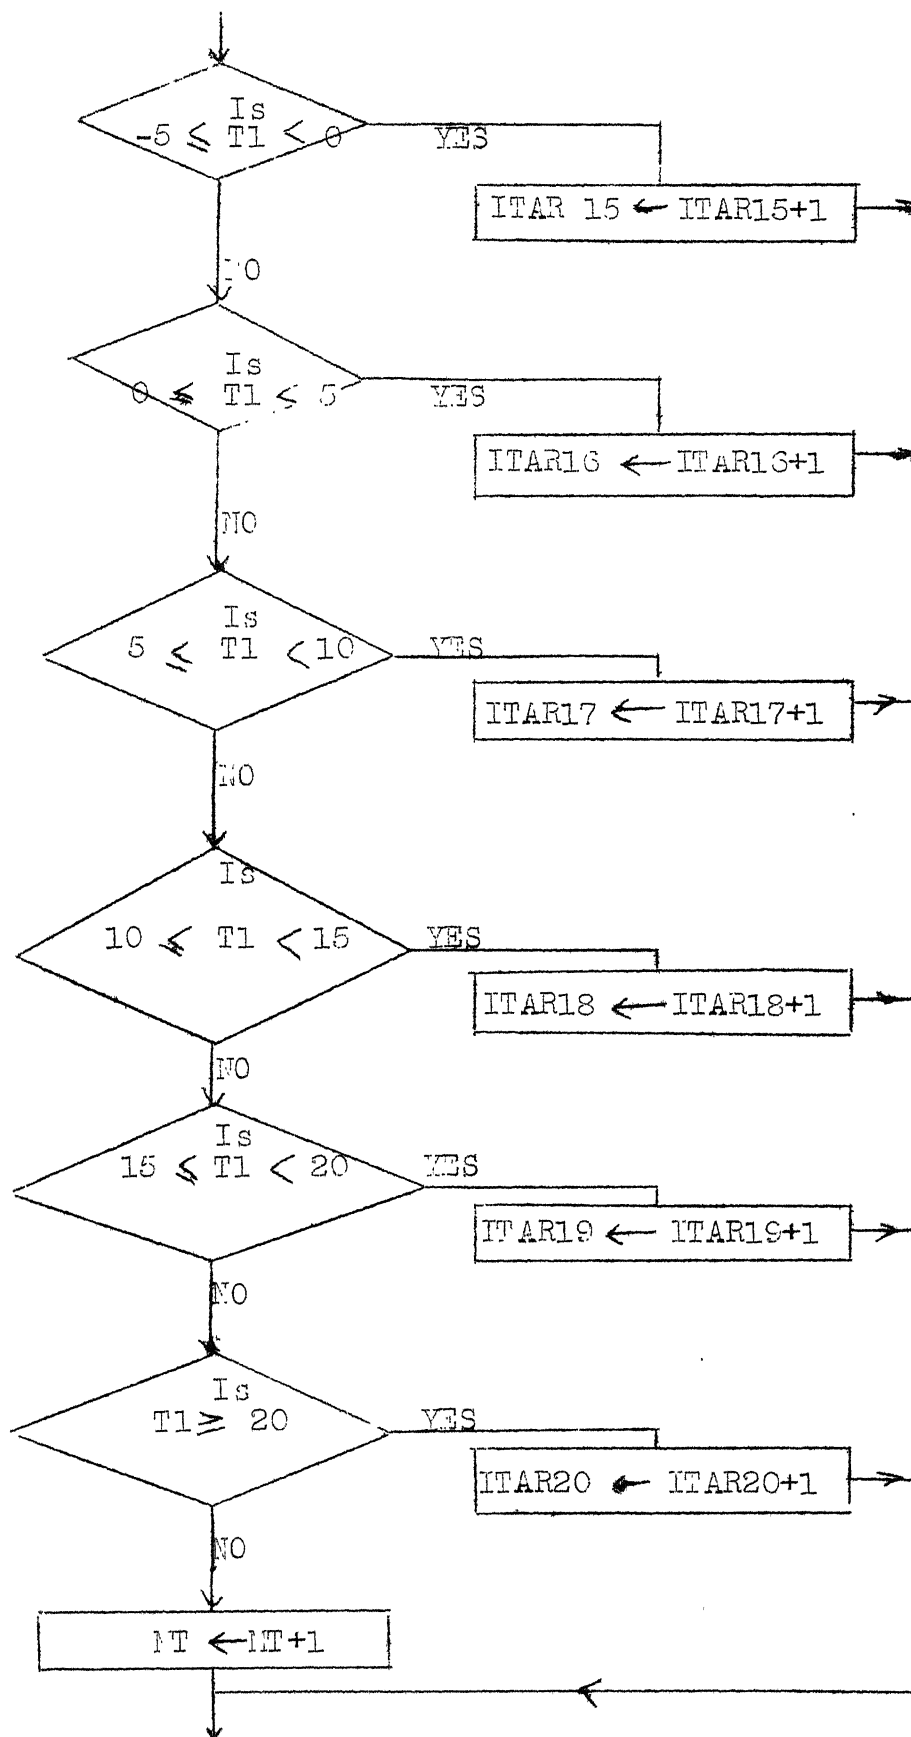 Is
-5 ≤ T1 < 0
YES
ITAR 15 ← ITAR15+1
NO
Is
0 ≤ T1 < 5
YES
ITAR16 ← ITAR16+1
NO
Is
5 ≤ T1 < 10
YES
ITAR17 ← ITAR17+1
NO
Is
10 ≤ T1 < 15
YES
ITAR18 ← ITAR18+1
NO
Is
15 ≤ T1 < 20
YES
ITAR19 ← ITAR19+1
NO
Is
T1 ≥ 20
YES
ITAR20 ← ITAR20+1
NO
MT ← MT+1